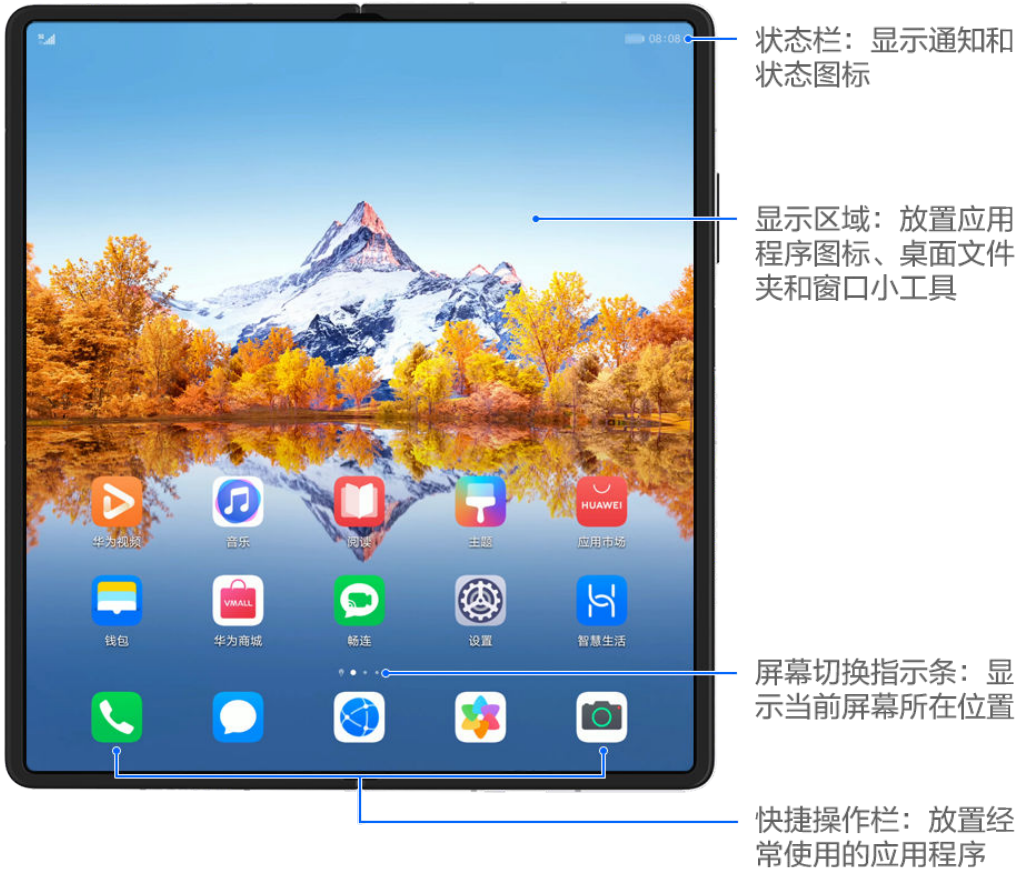 08:08
状态栏：显示通知和
状态图标
显示区域：放置应用
程序图标、桌面文件
夹和窗口小工具
HUAWEI
华为视频 音乐 阅读 主题 应用市场
VMALL
钱包 华为商城 畅连 设置 智慧生活
屏幕切换指示条：显
示当前屏幕所在位置
快捷操作栏：放置经
常使用的应用程序